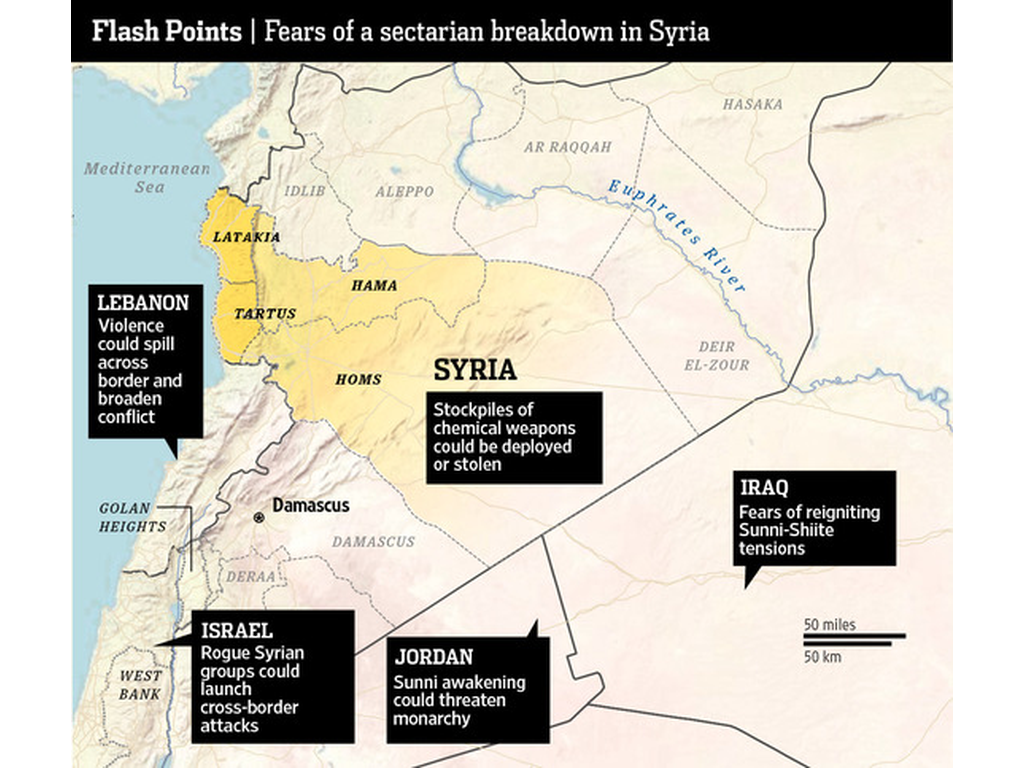 Flash Points | Fears of a sectarian breakdown in Syria
HASAKA
AR RAQQAH
Mediterranean
Sea
IDLIB
ALEPPO
Euphrates River
LATAKIA
HAMA
LEBANON
Violence
could spill
across
border and
broaden
conflict
TARTUS
DEIR
EL-ZOUR
HOMS
SYRIA
Stockpiles of
chemical weapons
could be deployed
or stolen
IRAQ
Fears of reigniting
Sunni-Shiite
tensions
GOLAN
HEIGHTS
Damascus
DAMASCUS
DERAA
50 miles
50 km
ISRAEL
Rogue Syrian
groups could
launch
cross-border
attacks
JORDAN
Sunni awakening
could threaten
monarchy
WEST
BANK